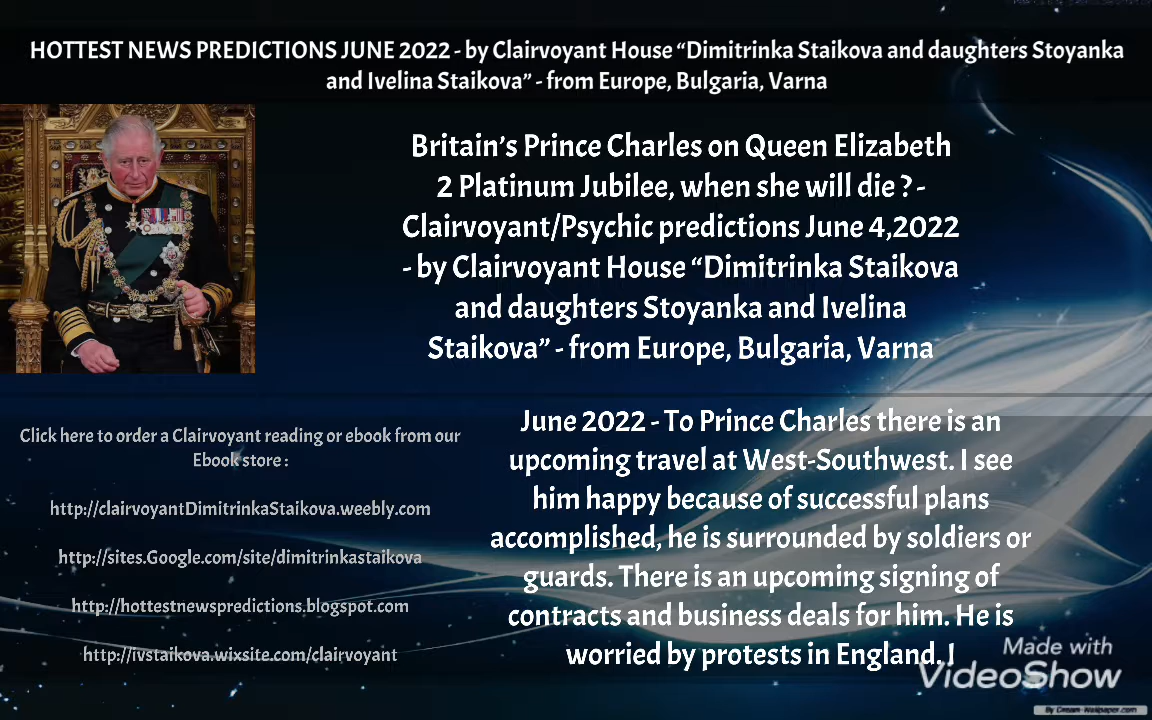 HOTTEST NEWS PREDICTIONS JUNE 2022 - by Clairvoyant House “Dimitrinka Staikova and daughters Stoyanka
and Ivelina Staikova” - from Europe, Bulgaria, Varna
Britain’s Prince Charles on Queen Elizabeth
2 Platinum Jubilee, when she will die ? -
Clairvoyant/Psychic predictions June 4,2022
- by Clairvoyant House “Dimitrinka Staikova
and daughters Stoyanka and Ivelina
Staikova” - from Europe, Bulgaria, Varna
Click here to order a Clairvoyant reading or ebook from our
Ebook store :
http://clairvoyantDimitrinkaStaikova.weebly.com
http://sites.Google.com/site/dimitrinkastaikova
http://hottestnewspredictions.blogspot.com
http://ivstaikova.wixsite.com/clairvoyant
June 2022 - To Prince Charles there is an
upcoming travel at West-Southwest. I see
him happy because of successful plans
accomplished, he is surrounded by soldiers or
guards. There is an upcoming signing of
contracts and business deals for him. He is
worried by protests in England. I
Made with
VideoShow
By Cream-Wallpaper.com